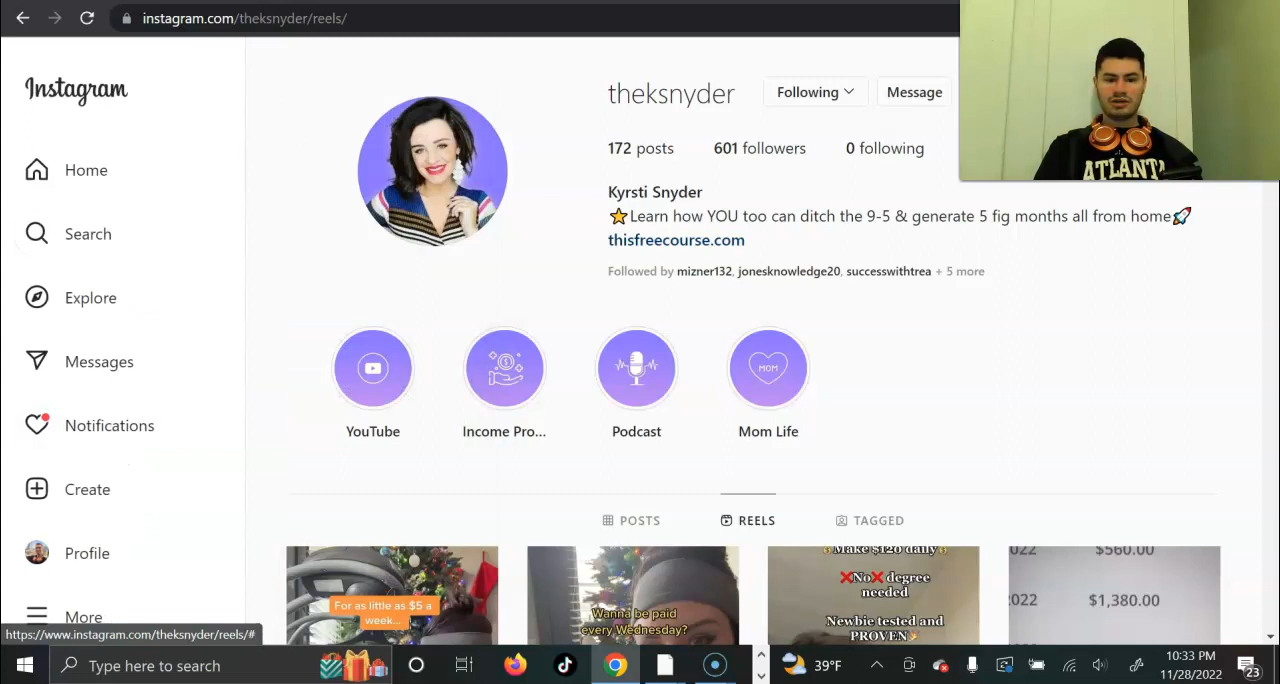 instagram.com/theksnyder/reels/
Instagram
theksnyder
Following
Message
172 posts
601 followers
0 following
Kyrsti Snyder
⭐Learn how YOU too can ditch the 9-5 & generate 5 fig months all from home🚀
thisfreecourse.com
Followed by mizner132, jonesknowledge20, successwithtrea + 5 more
ATLANTA
Home
Search
Explore
Messages
Notifications
Create
Profile
More
YouTube
Income Pro...
Podcast
MOM
Mom Life
POSTS
REELS
TAGGED
For as little as $5 a
week...
Wanna be paid
every Wednesday?
💰Make $120 daily💰
❌No❌ degree
needed
Newbie tested and
PROVEN🎉
2022
$560.00
2022
$1,380.00
https://www.instagram.com/theksnyder/reels/#
Type here to search
39°F
10:33 PM
11/28/2022
23